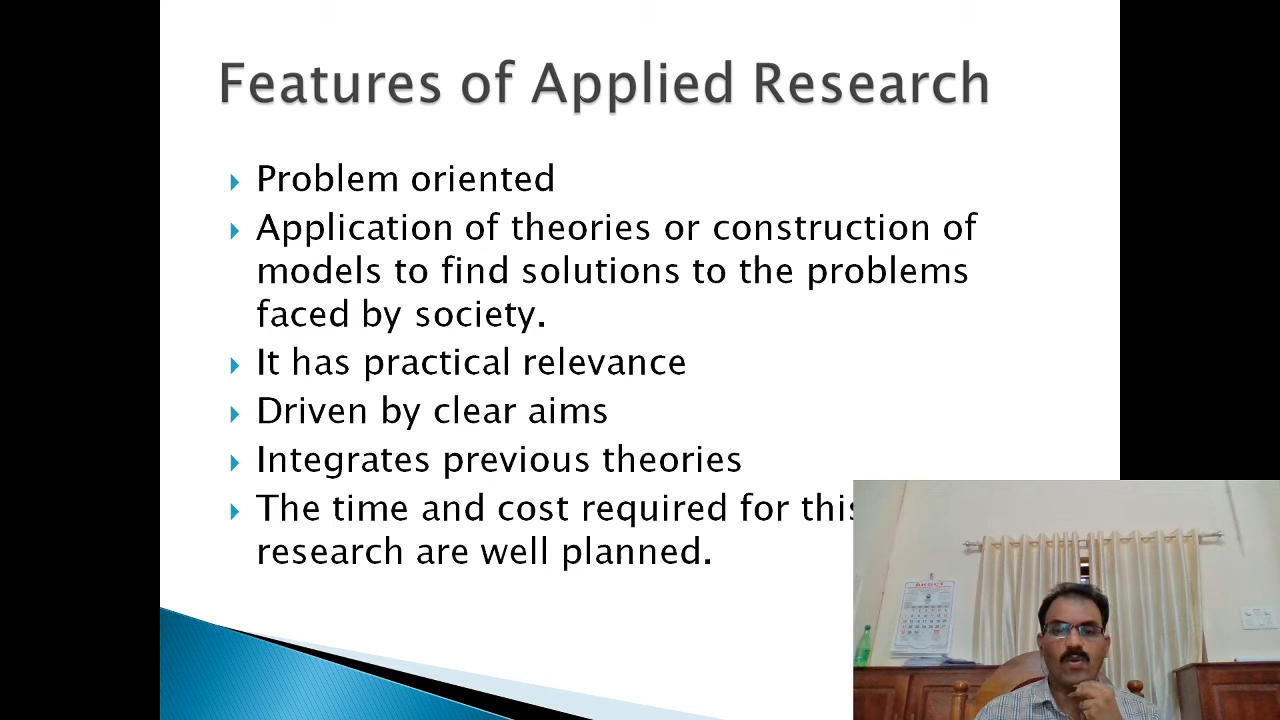 Features of Applied Research
Problem oriented
Application of theories or construction of
models to find solutions to the problems
faced by society.
It has practical relevance
Driven by clear aims
Integrates previous theories
The time and cost required for this
research are well planned.
AKGCT